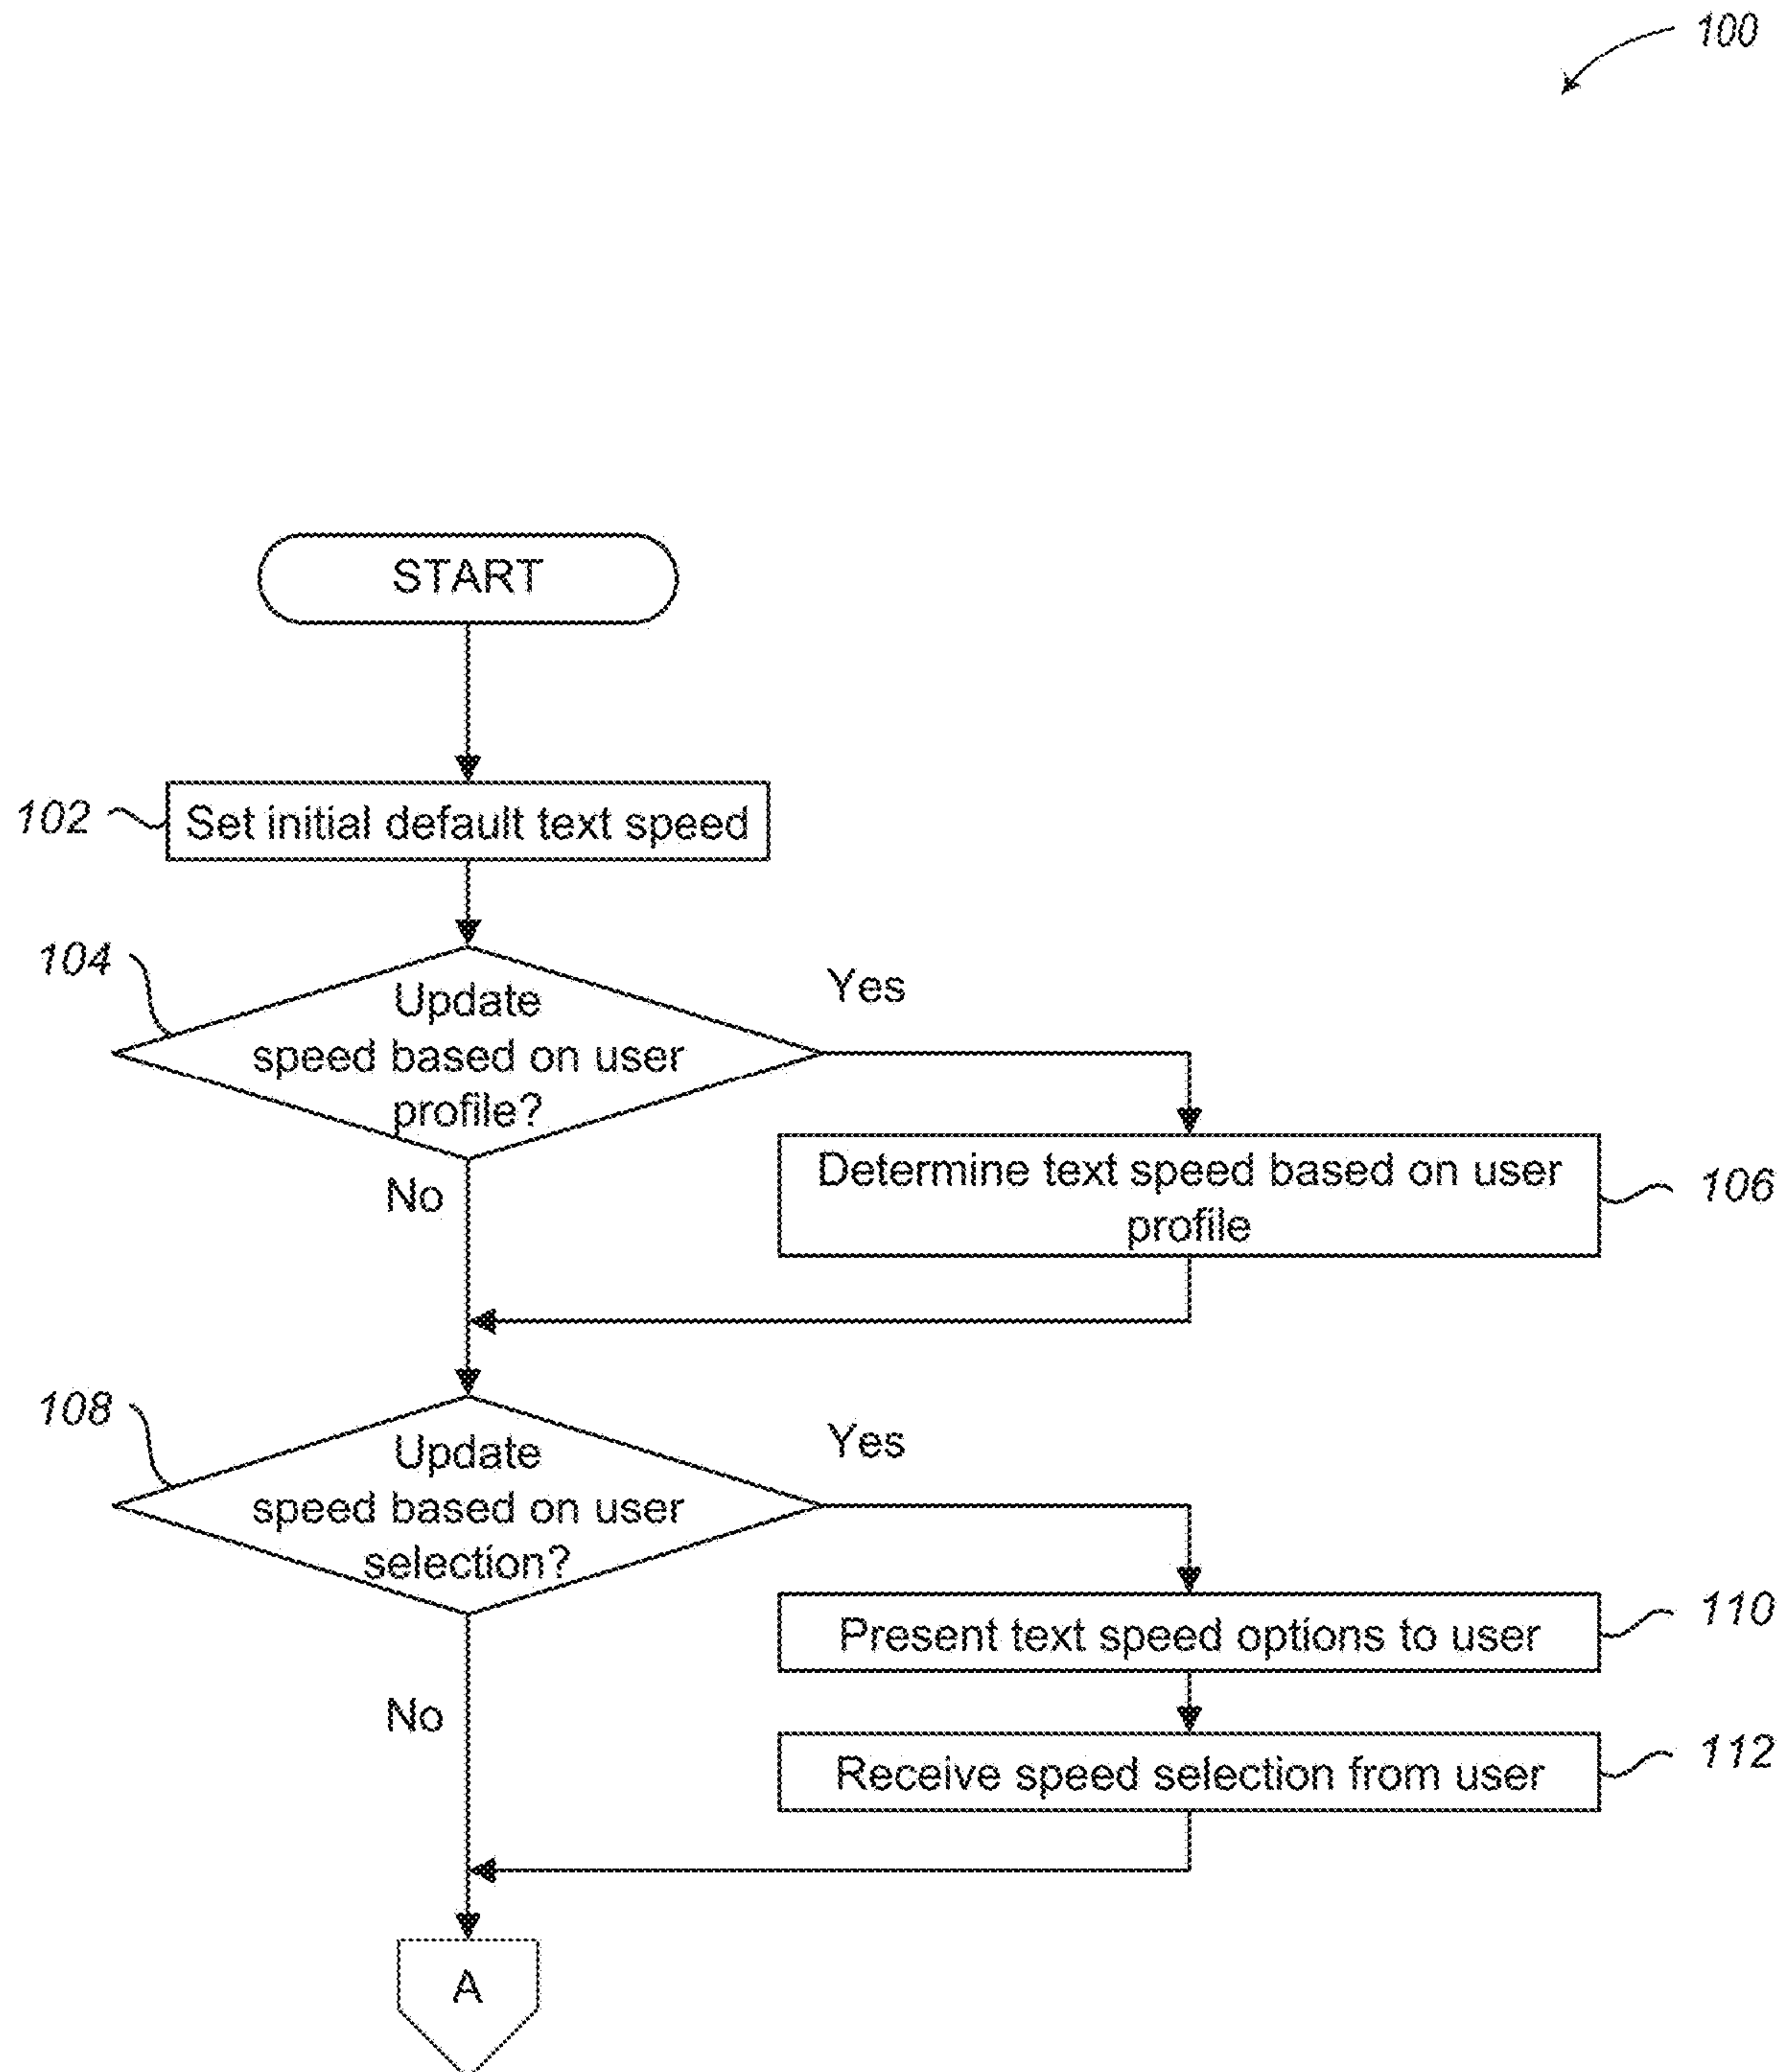 100
START
102
Set initial default text speed
104
Update
speed based on user
profile?
Yes
No
Determine text speed based on user
profile
106
108
Update
speed based on user
selection?
Yes
No
Present text speed options to user
110
Receive speed selection from user
112
A